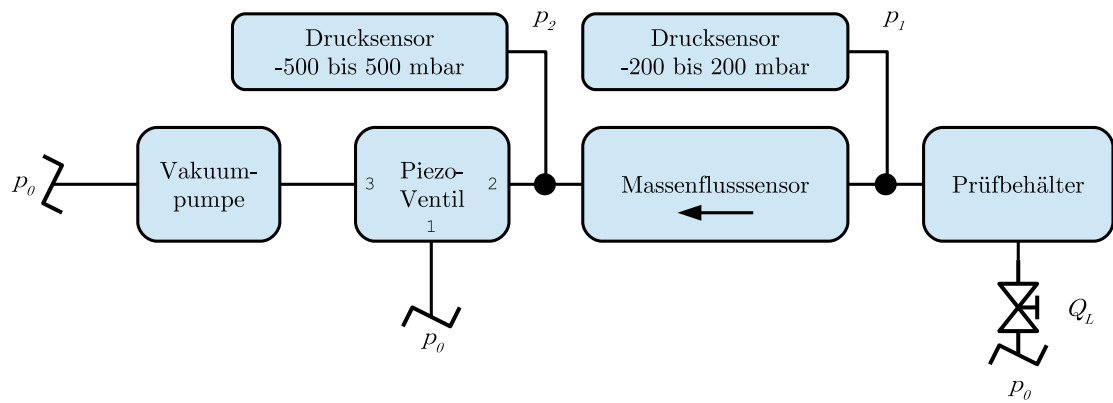 p2
p1
Drucksensor
-500 bis 500 mbar
Drucksensor
-200 bis 200 mbar
p0
Vakuum-
pumpe
3
Piezo-
Ventil
2
1
Massenflusssensor
Prüfbehälter
p0
QL
p0